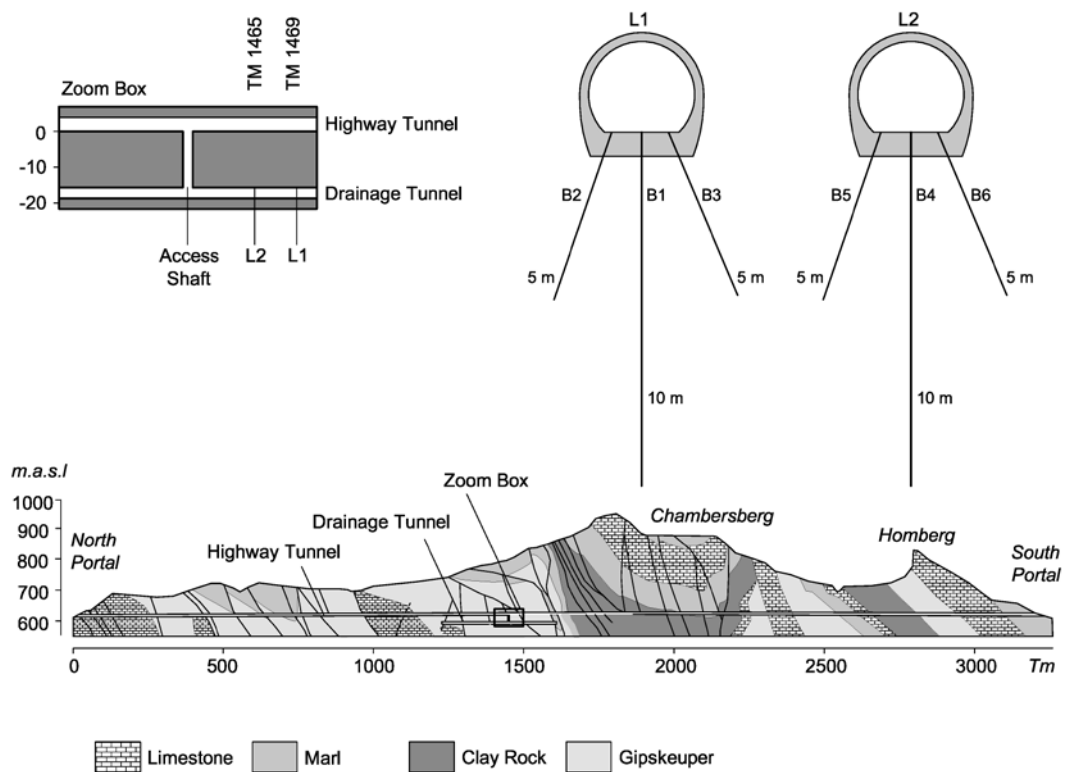 Zoom Box
TM 1465
TM 1469
0
-10
-20
Highway Tunnel
Drainage Tunnel
Access
Shaft
L2
L1
L1
B2
B1
B3
5 m
5 m
10 m
L2
B5
B4
B6
5 m
5 m
10 m
m.a.s.l
1000
900
800
700
600
North
Portal
Highway Tunnel
Drainage Tunnel
Zoom Box
Chambersberg
Homberg
South
Portal
0
500
1000
1500
2000
2500
3000
Tm
Limestone
Marl
Clay Rock
Gipskeuper